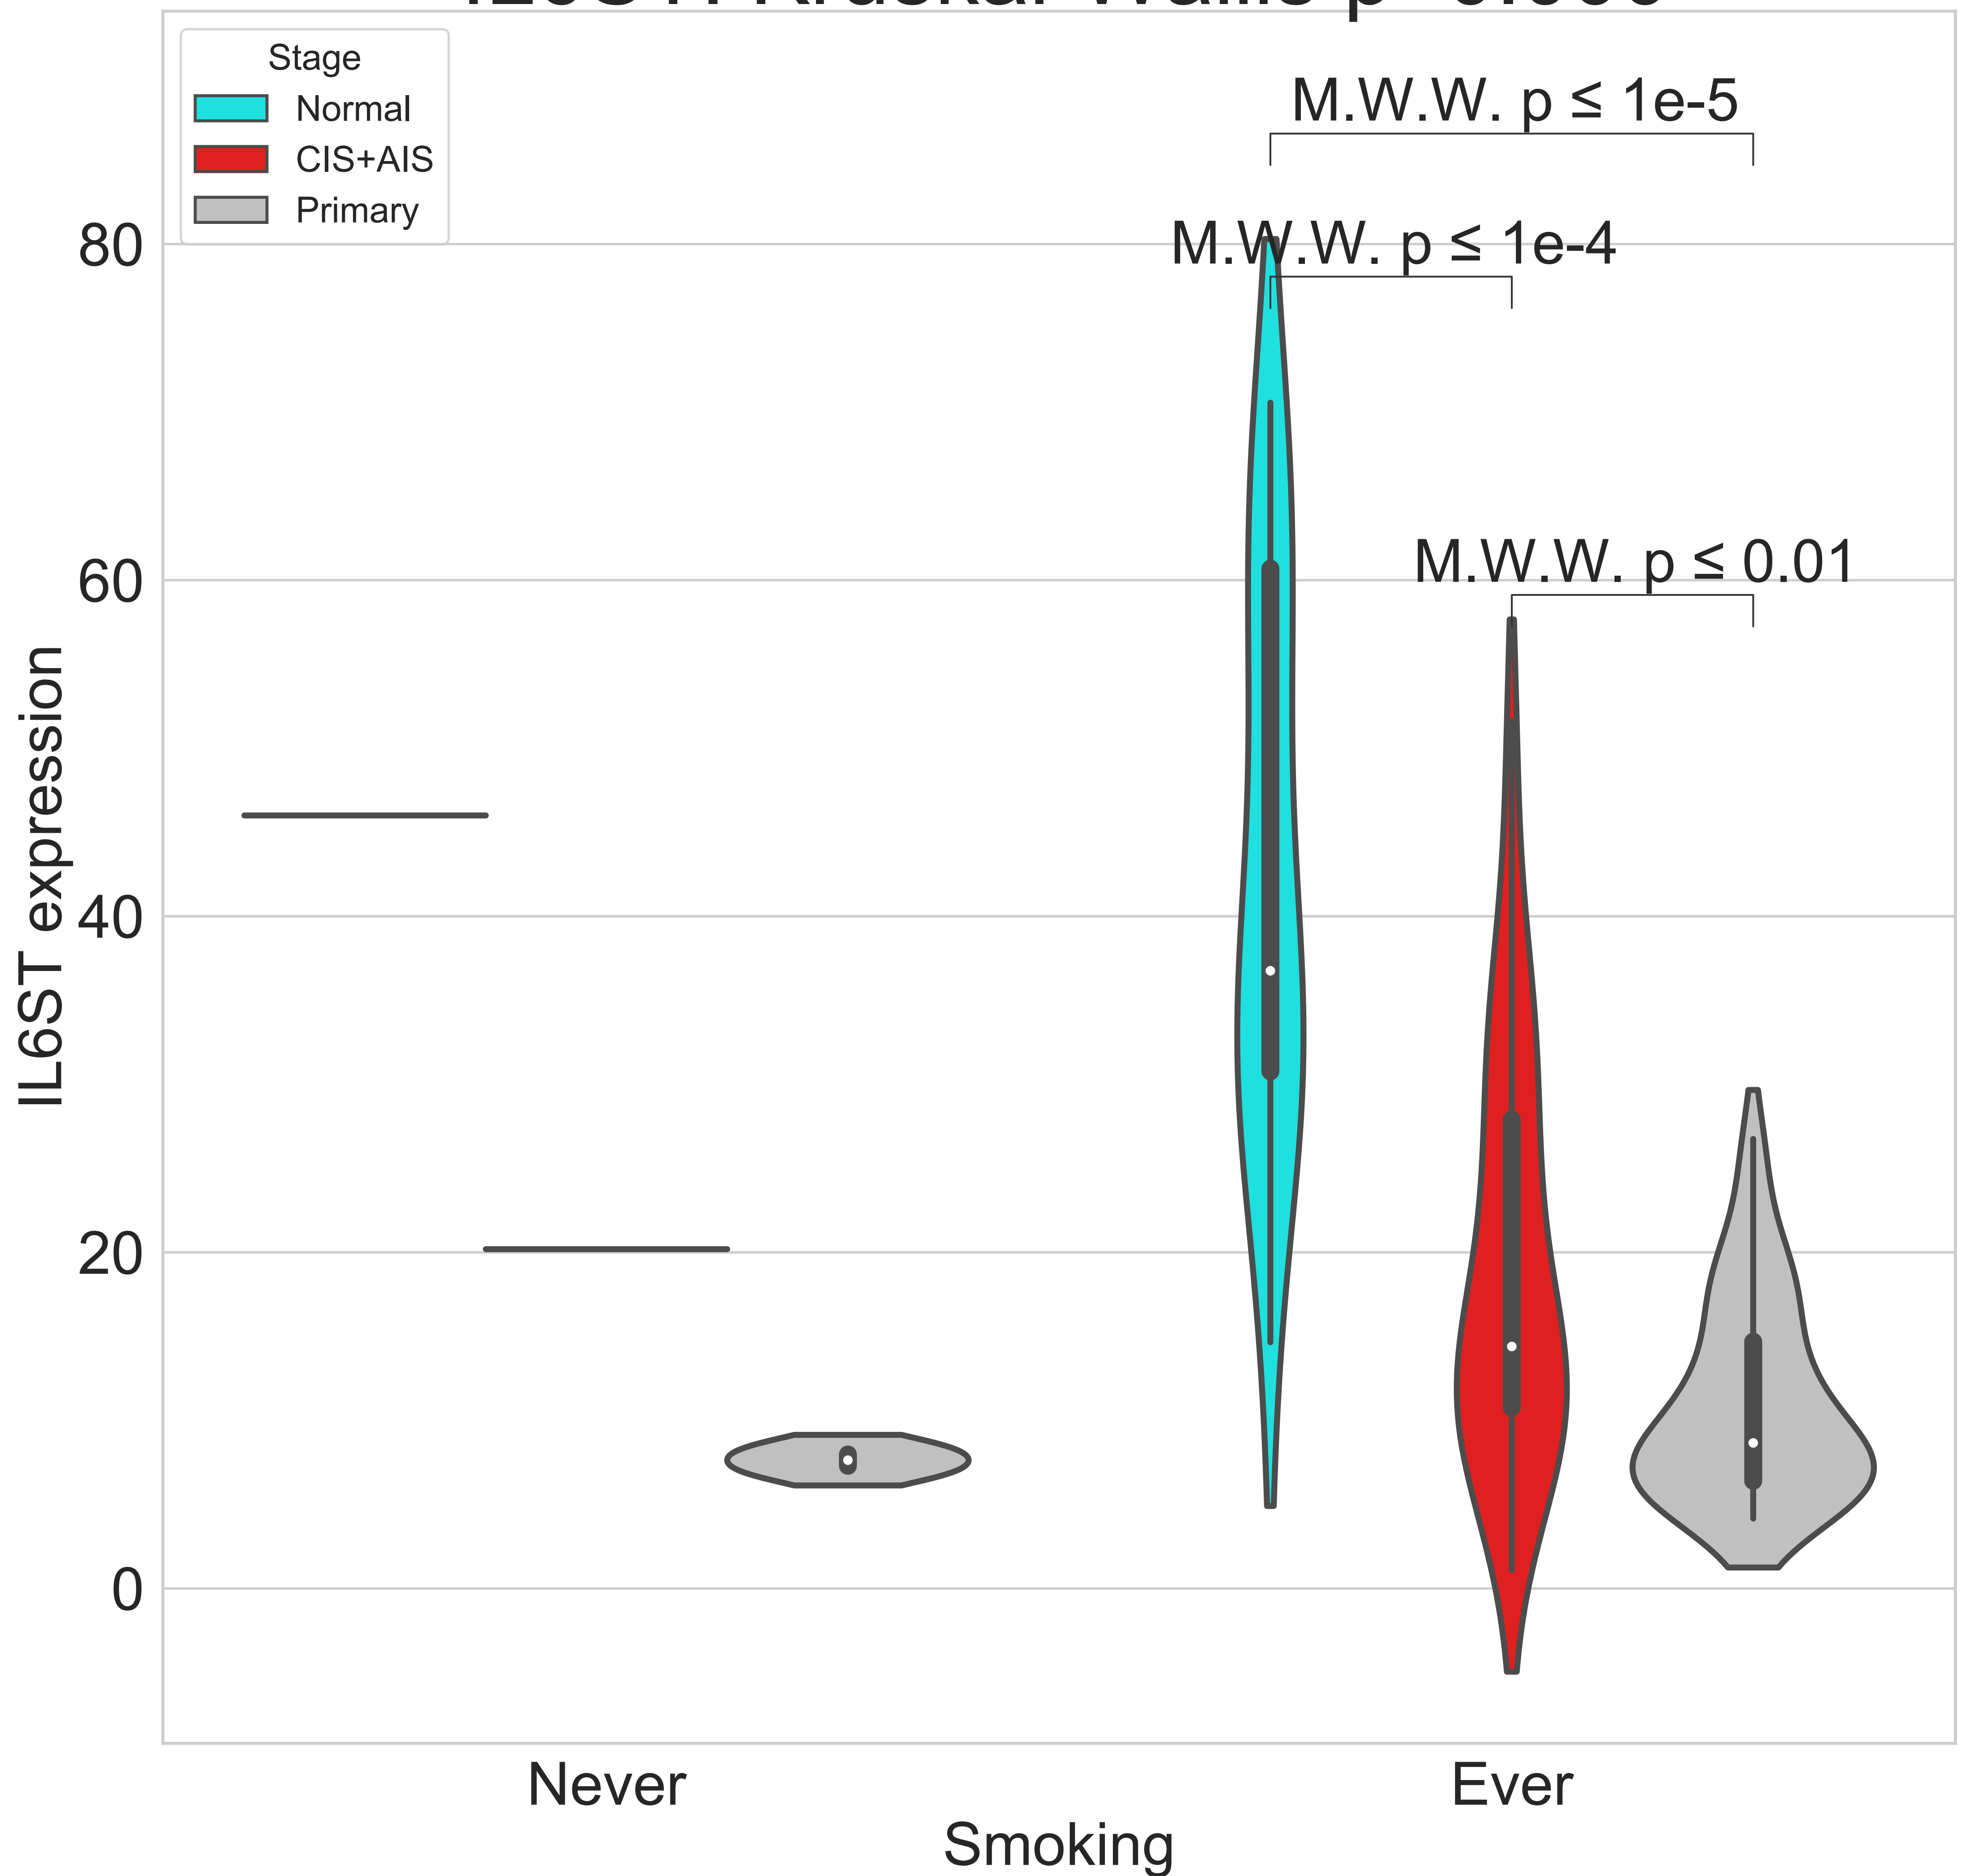 Stage
Normal
CIS+AIS
Primary
M.W.W. p ≤ 1e-5
M.W.W. p ≤ 1e-4
M.W.W. p ≤ 0.01
80
60
40
20
0
IL6ST expression
Never
Ever
Smoking